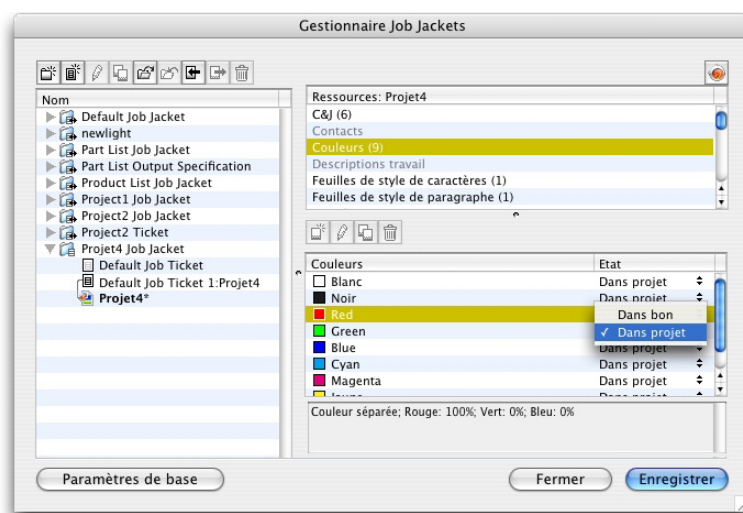 Gestionnaire Job Jackets
Nom
Default Job Jacket
newlight
Part List Job Jacket
Part List Output Specification
Product List Job Jacket
Project1 Job Jacket
Project2 Job Jacket
Project2 Ticket
Projet4 Job Jacket
Default Job Ticket
Default Job Ticket 1:Projet4
Projet4*
Ressources: Projet4
C&J (6)
Contacts
Couleurs (9)
Descriptions travail
Feuilles de style de caractères (1)
Feuilles de style de paragraphe (1)
Couleurs Etat
Blanc Dans projet
Noir Dans projet
Red Dans bon
Green ✓ Dans projet
Blue Dans projet
Cyan Dans projet
Magenta Dans projet
Jaune Dans projet
Couleur séparée; Rouge: 100%; Vert: 0%; Bleu: 0%
Paramètres de base Fermer Enregistrer